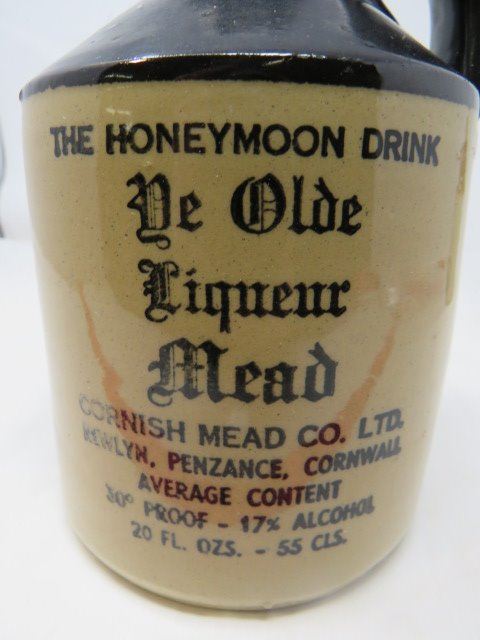 THE HONEYMOON DRINK
Ye Olde
Liqueur
Mead
CORNISH MEAD CO. LTD.
NEWLYN, PENZANCE, CORNWALL
AVERAGE CONTENT
30° PROOF - 17% ALCOHOL
20 FL. OZS. - 55 CLS.